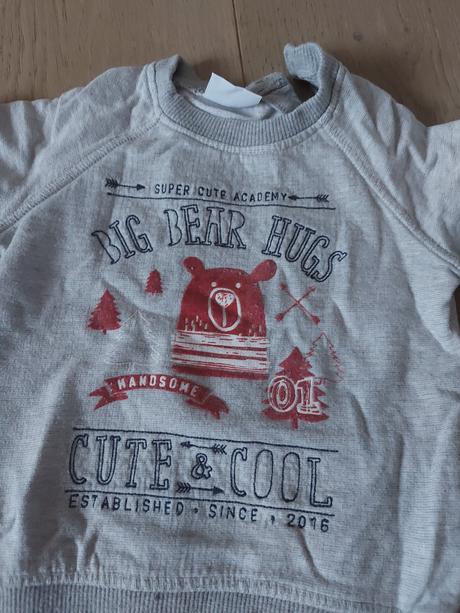 SUPER CUTE ACADEMY
BIG BEAR HUGS
HANDSOME
01
CUTE & COOL
ESTABLISHED • SINCE • 2016